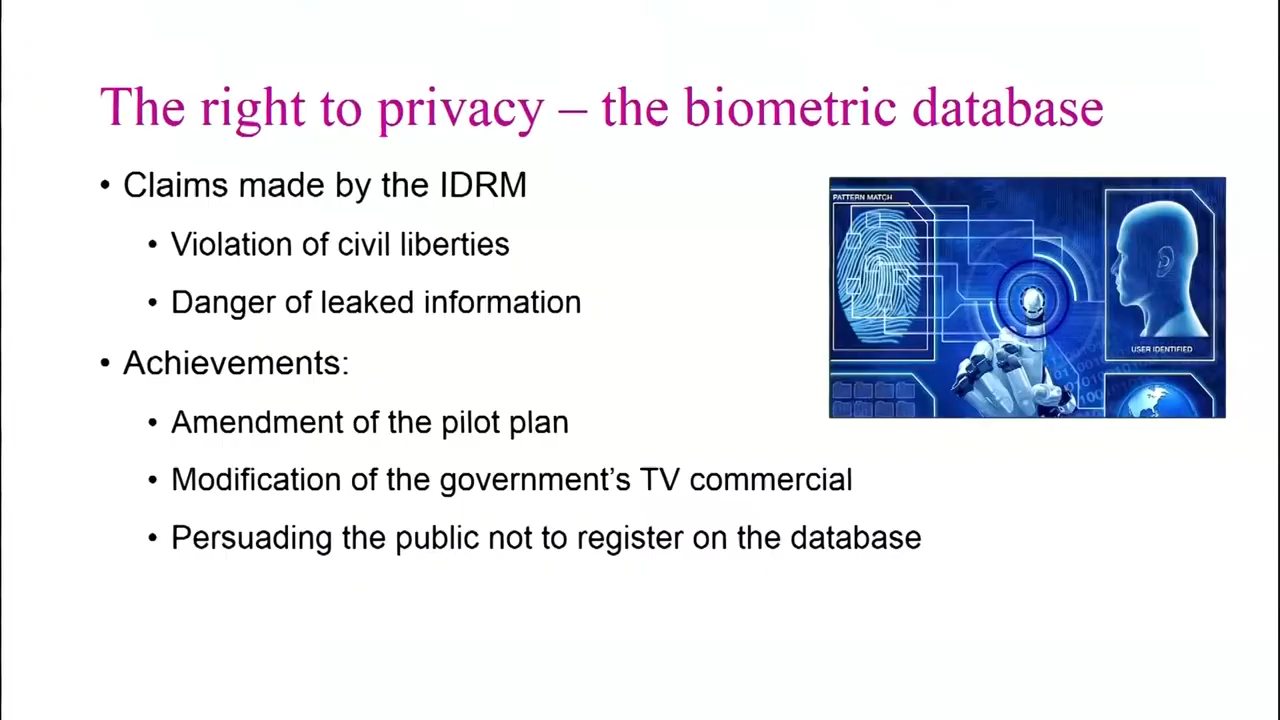 The right to privacy – the biometric database
• Claims made by the IDRM
• Violation of civil liberties
• Danger of leaked information
• Achievements:
• Amendment of the pilot plan
• Modification of the government’s TV commercial
• Persuading the public not to register on the database
PATTERN MATCH
USER IDENTIFIED